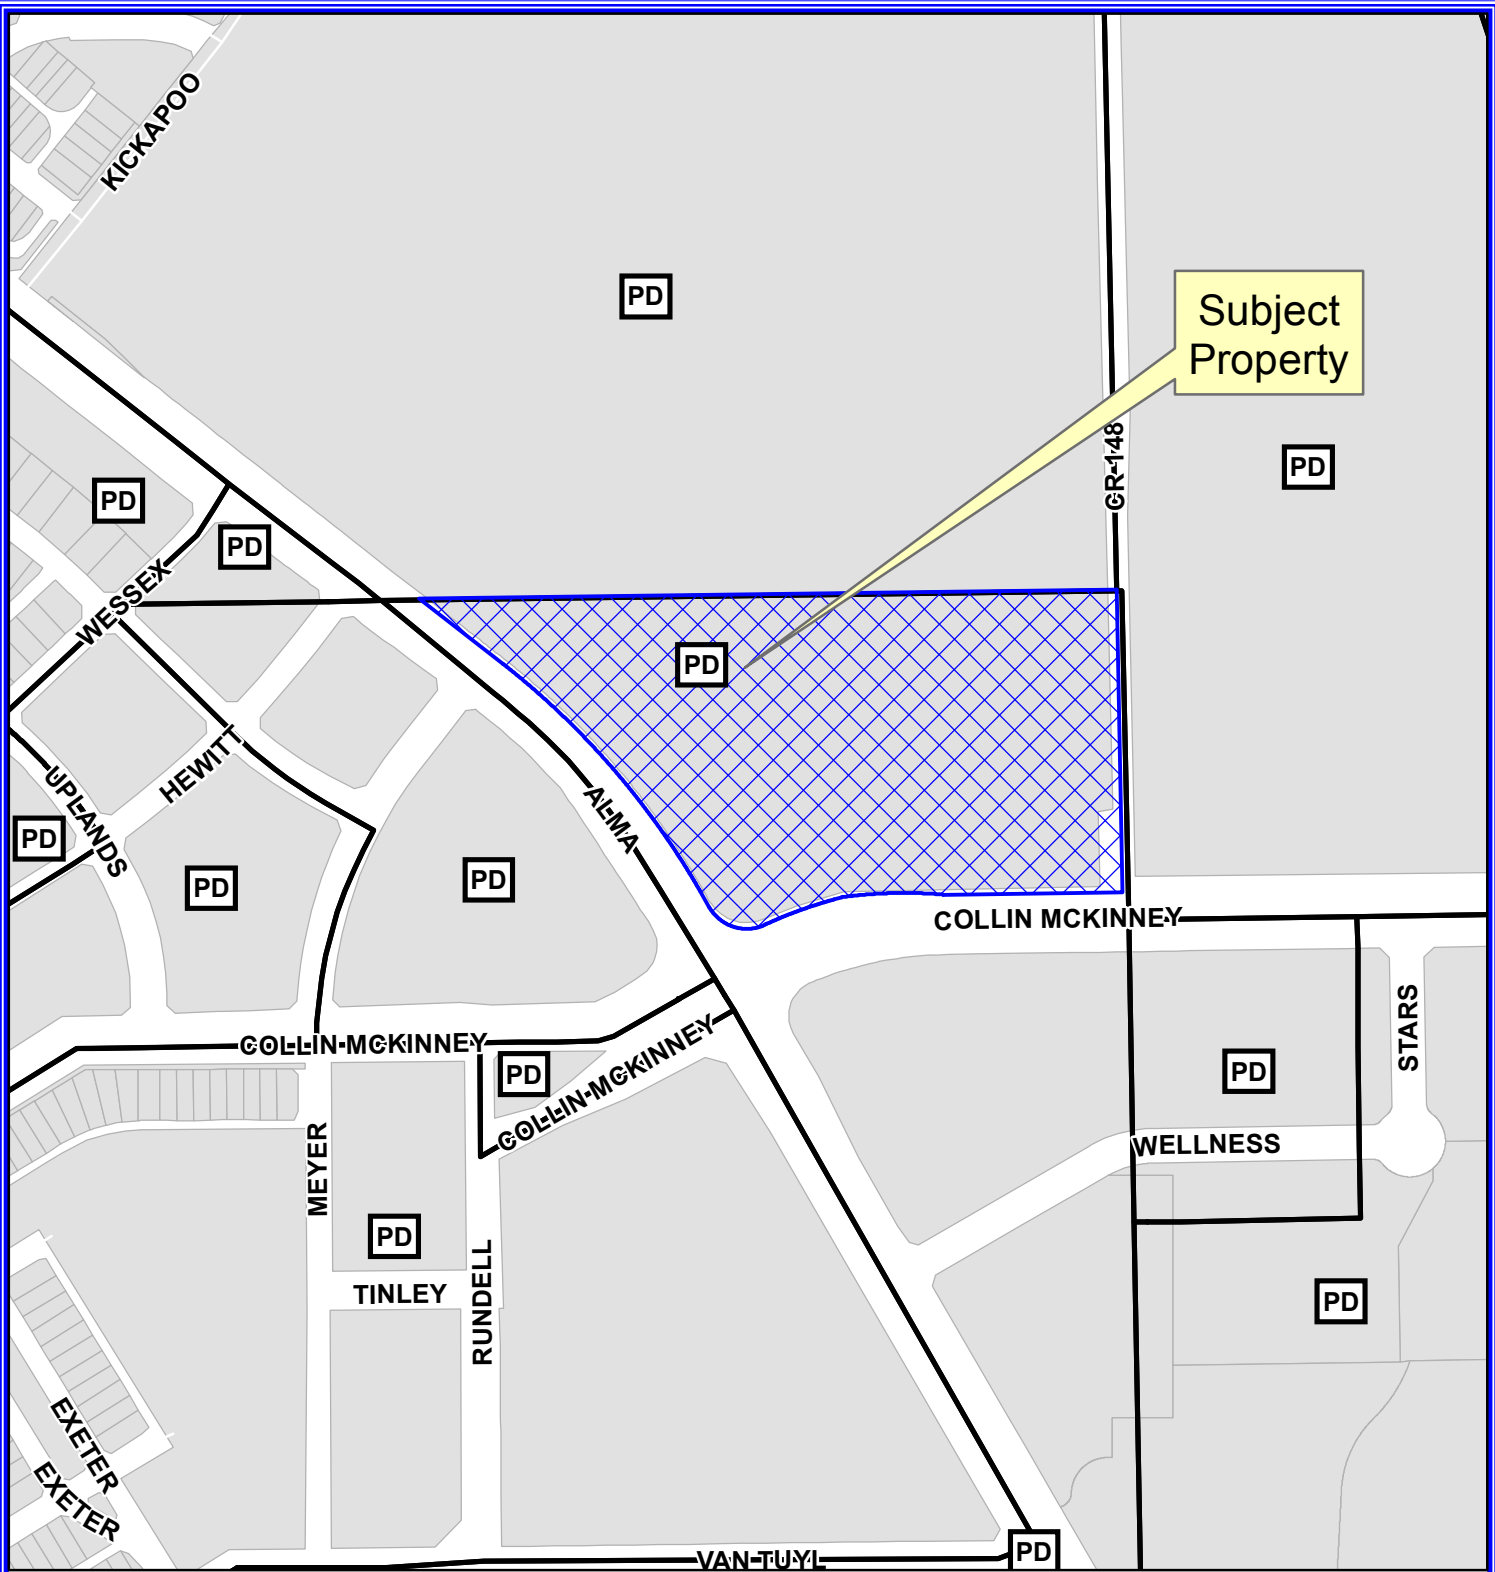 KICKAPOO
PD
Subject
Property
CR-148
PD
PD
PD
WESSEX
PD
HEWITT
UPLANDS
ALMA
PD
PD
PD
COLLIN MCKINNEY
STARS
COLLIN MCKINNEY
COLLIN MCKINNEY
PD
PD
WELLNESS
MEYER
PD
TINLEY
RUNDELL
PD
EXETER
EXETER
VAN TUYL
PD